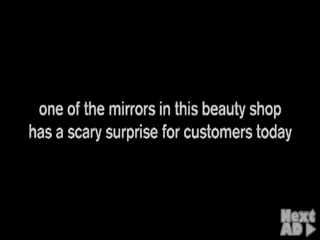 one of the mirrors in this beauty shop
has a scary surprise for customers today
Next
AD